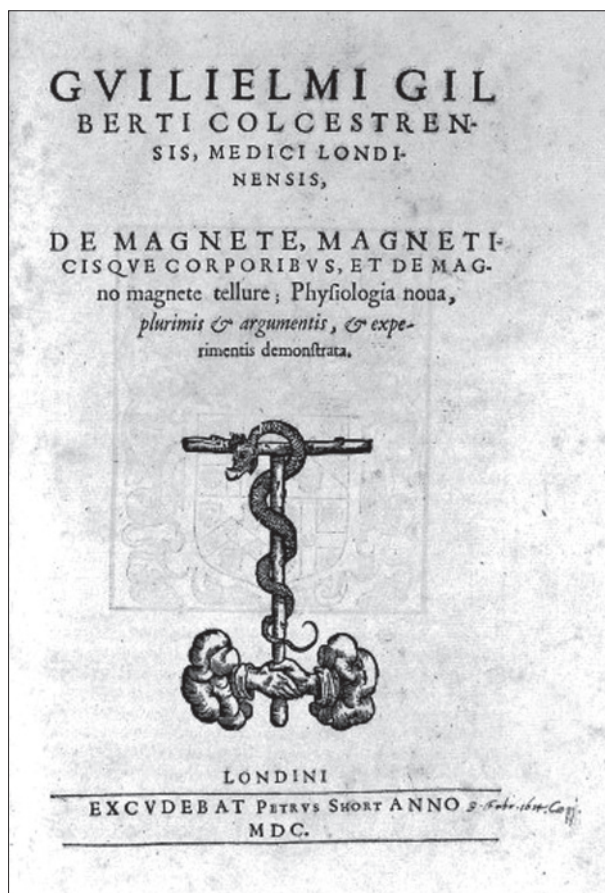 GVILIELMI GIL
BERTI COLCESTREN-
SIS, MEDICI LONDI-
NENSIS,
DE MAGNETE, MAGNETI-
CISQVE CORPORIBVS, ET DE MAG-
no magnete tellure; Phyſiologia noua,
plurimis & argumentis, & expe-
rimentis demonſtrata.
LONDINI
EXCVDEBAT PETRVS SHORT ANNO
MDC.